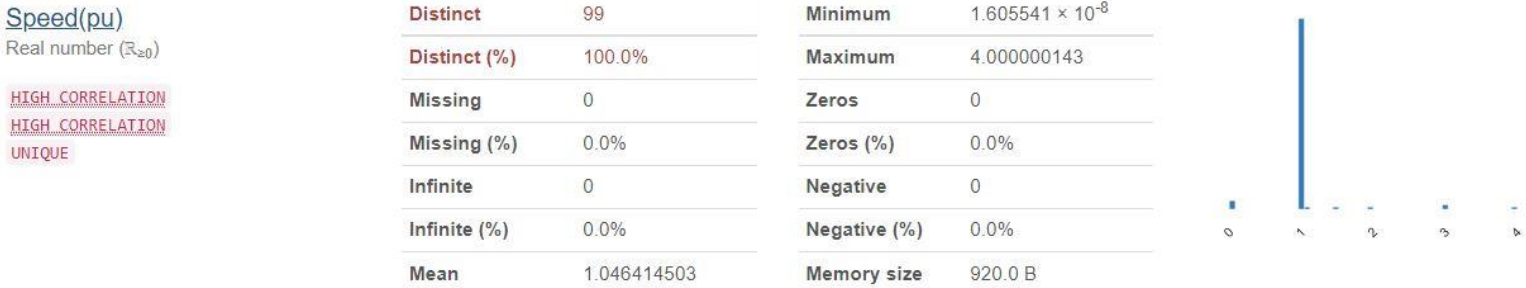 Speed(pu)
Real number (ℝ≥0)
HIGH CORRELATION
HIGH CORRELATION
UNIQUE
Distinct 99
Distinct (%) 100.0%
Missing 0
Missing (%) 0.0%
Infinite 0
Infinite (%) 0.0%
Mean 1.046414503
Minimum 1.605541 × 10⁻⁸
Maximum 4.000000143
Zeros 0
Zeros (%) 0.0%
Negative 0
Negative (%) 0.0%
Memory size 920.0 B
0 1 2 3 4